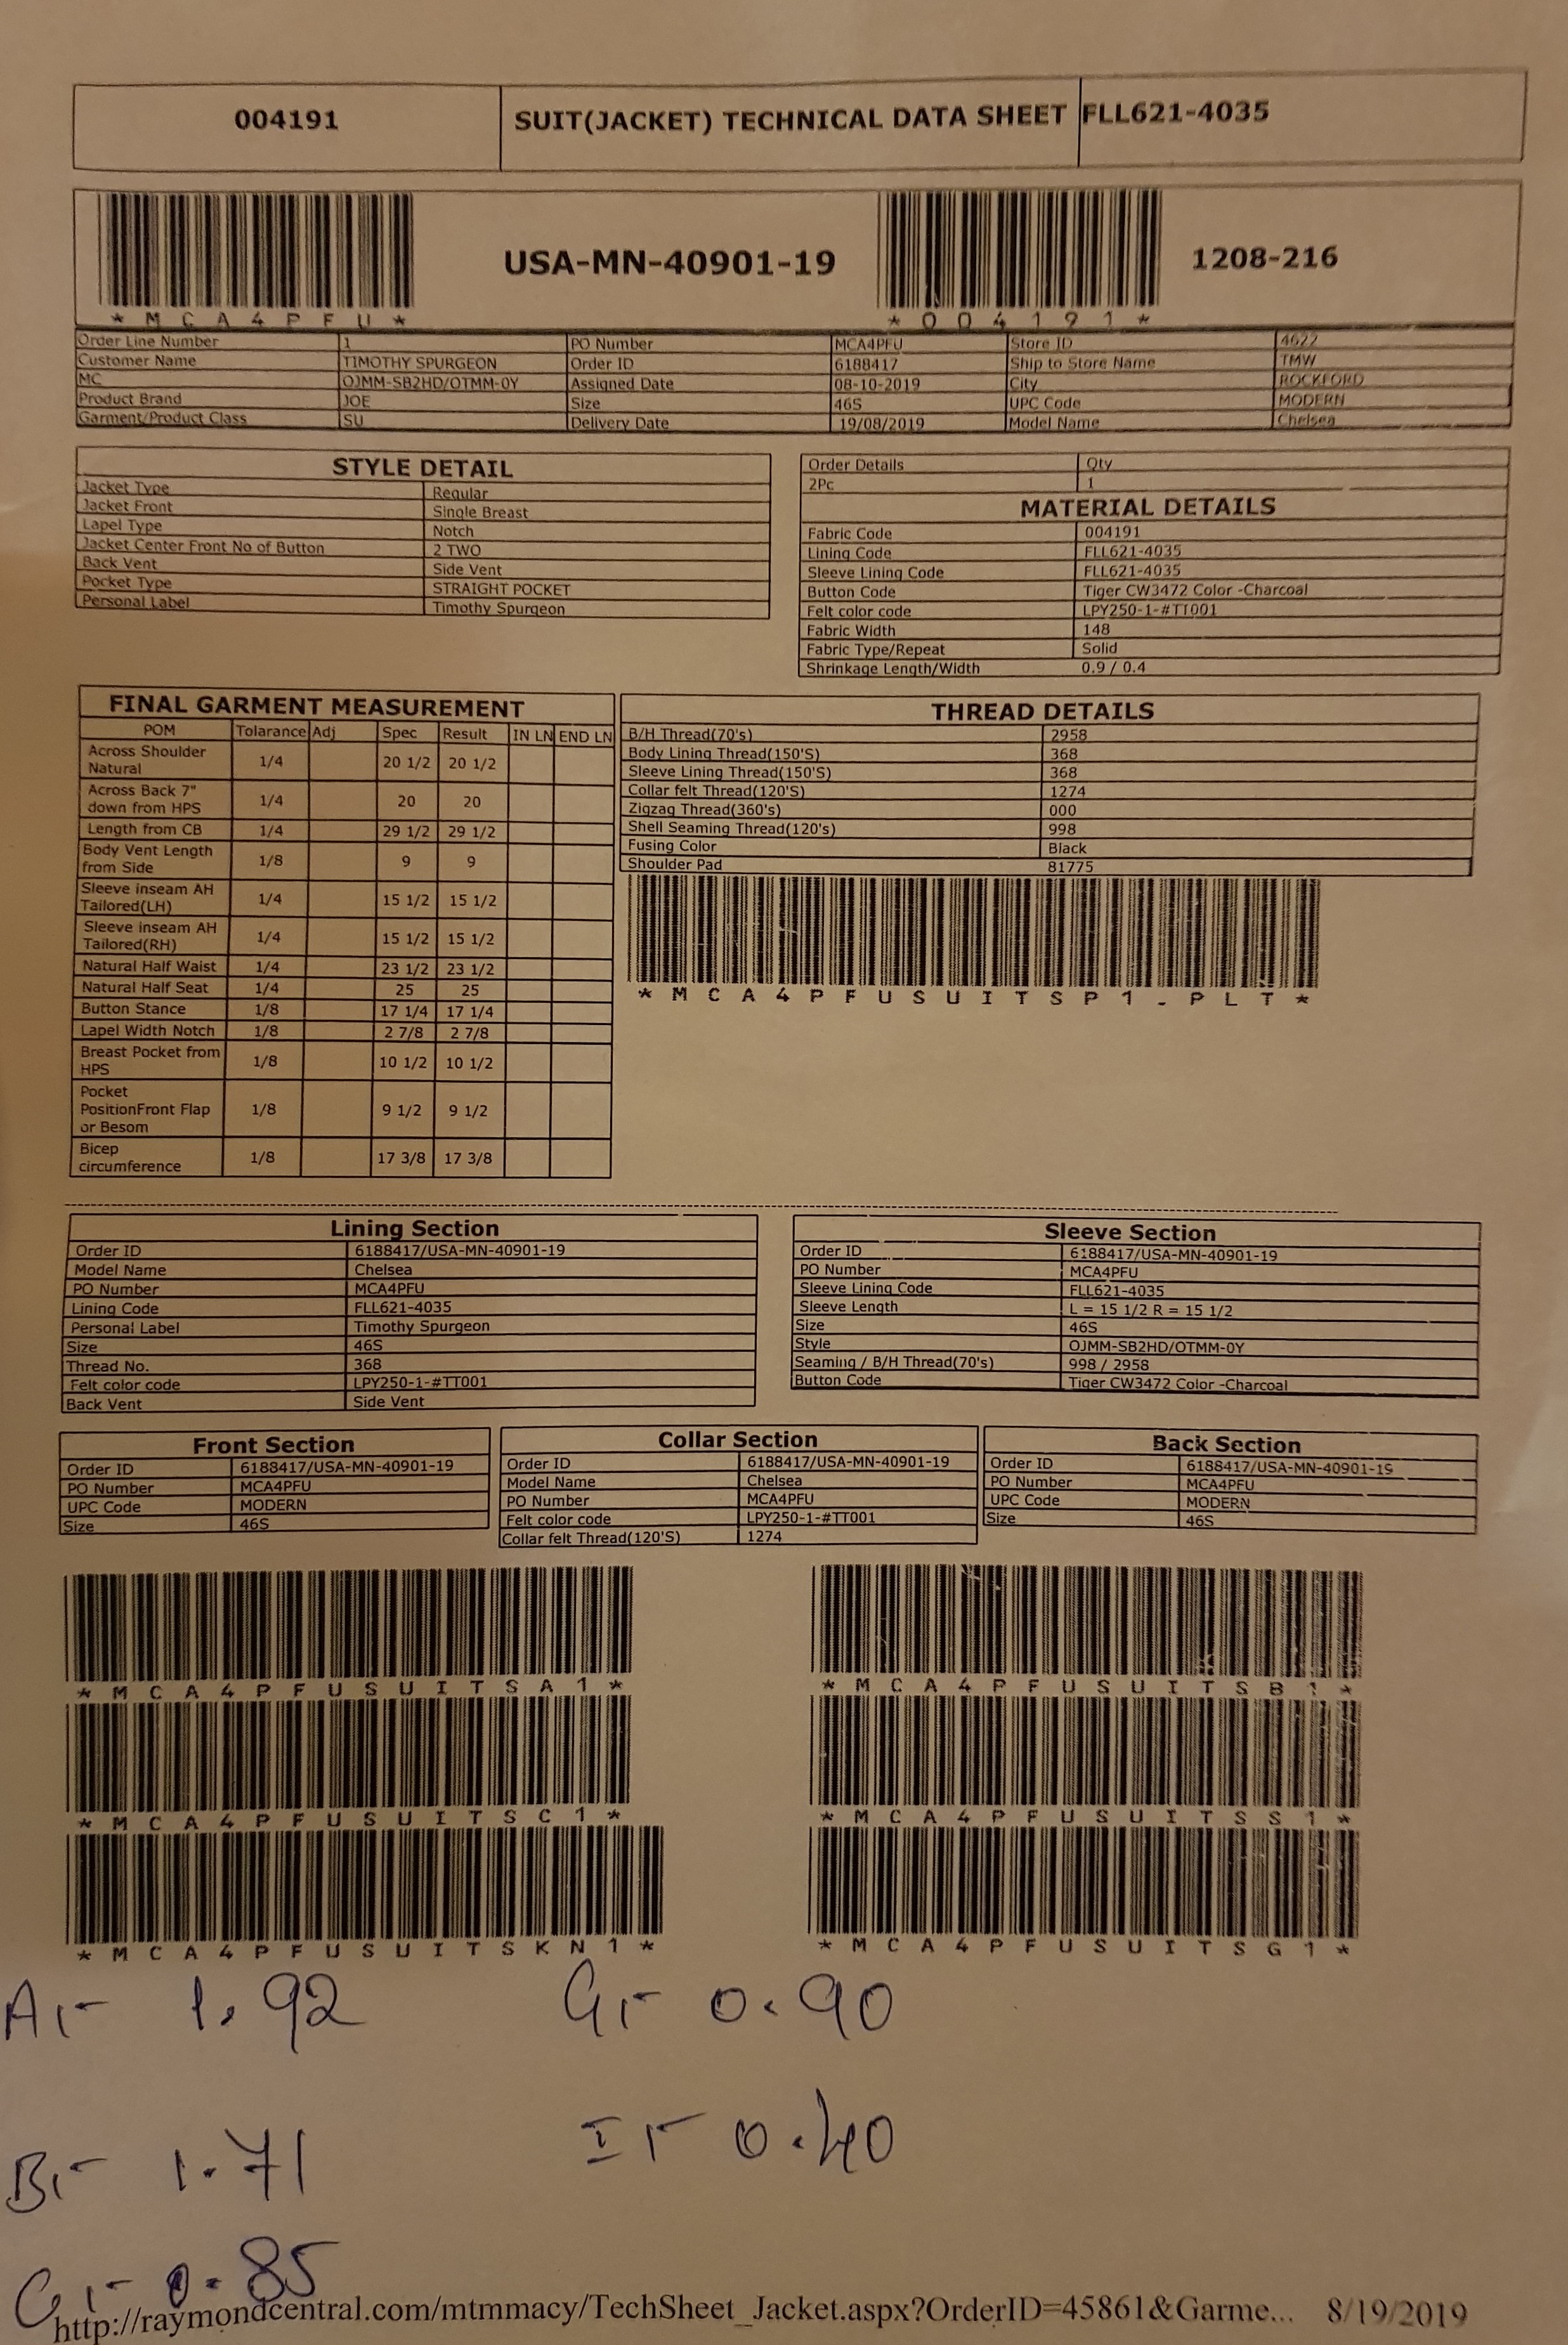 004191 SUIT(JACKET) TECHNICAL DATA SHEET FLL621-4035
USA-MN-40901-19 1208-216
*MCA4PFU* *004191*
Order Line Number 1 PO Number MCA4PFU Store ID 4622
Customer Name TIMOTHY SPURGEON Order ID 6188417 Ship to Store Name TMW
MC OJMM-SB2HD/OTMM-0Y Assigned Date 08-10-2019 City ROCKFORD
Product Brand JOE Size 46S UPC Code MODERN
Garment/Product Class SU Delivery Date 19/08/2019 Model Name Chelsea
STYLE DETAIL
Jacket Type Regular
Jacket Front Single Breast
Lapel Type Notch
Jacket Center Front No of Button 2 TWO
Back Vent Side Vent
Pocket Type STRAIGHT POCKET
Personal Label Timothy Spurgeon
Order Details Qty
2Pc 1
MATERIAL DETAILS
Fabric Code 004191
Lining Code FLL621-4035
Sleeve Lining Code FLL621-4035
Button Code Tiger CW3472 Color -Charcoal
Felt color code LPY250-1-#TT001
Fabric Width 148
Fabric Type/Repeat Solid
Shrinkage Length/Width 0.9 / 0.4
FINAL GARMENT MEASUREMENT
POM Tolarance Adj Spec Result IN LN END LN
Across Shoulder Natural 1/4 20 1/2 20 1/2
Across Back 7" down from HPS 1/4 20 20
Length from CB 1/4 29 1/2 29 1/2
Body Vent Length from Side 1/8 9 9
Sleeve inseam AH Tailored(LH) 1/4 15 1/2 15 1/2
Sleeve inseam AH Tailored(RH) 1/4 15 1/2 15 1/2
Natural Half Waist 1/4 23 1/2 23 1/2
Natural Half Seat 1/4 25 25
Button Stance 1/8 17 1/4 17 1/4
Lapel Width Notch 1/8 2 7/8 2 7/8
Breast Pocket from HPS 1/8 10 1/2 10 1/2
Pocket PositionFront Flap or Besom 1/8 9 1/2 9 1/2
Bicep circumference 1/8 17 3/8 17 3/8
THREAD DETAILS
B/H Thread(70's) 2958
Body Lining Thread(150'S) 368
Sleeve Lining Thread(150'S) 368
Collar felt Thread(120'S) 1274
Zigzag Thread(360's) 000
Shell Seaming Thread(120's) 998
Fusing Color Black
Shoulder Pad 81775
*MCA4PFUSUITSP1-PLT*
Lining Section
Order ID 6188417/USA-MN-40901-19
Model Name Chelsea
PO Number MCA4PFU
Lining Code FLL621-4035
Personal Label Timothy Spurgeon
Size 46S
Thread No. 368
Felt color code LPY250-1-#TT001
Back Vent Side Vent
Sleeve Section
Order ID 6188417/USA-MN-40901-19
PO Number MCA4PFU
Sleeve Lining Code FLL621-4035
Sleeve Length L = 15 1/2 R = 15 1/2
Size 46S
Style OJMM-SB2HD/OTMM-0Y
Seaming / B/H Thread(70's) 998 / 2958
Button Code Tiger CW3472 Color -Charcoal
Front Section
Order ID 6188417/USA-MN-40901-19
PO Number MCA4PFU
UPC Code MODERN
Size 46S
Collar Section
Order ID 6188417/USA-MN-40901-19
Model Name Chelsea
PO Number MCA4PFU
Felt color code LPY250-1-#TT001
Collar felt Thread(120'S) 1274
Back Section
Order ID 6188417/USA-MN-40901-19
PO Number MCA4PFU
UPC Code MODERN
Size 46S
*MCA4PFUSUITSA1* *MCA4PFUSUITSB1*
*MCA4PFUSUITSC1* *MCA4PFUSUITSS1*
*MCA4PFUSUITSKN1* *MCA4PFUSUITSG1*
A:- 1.92 G:- 0.90
B:- 1.71 I:- 0.40
C:- 0.85
http://raymondcentral.com/mtmmacy/TechSheet_Jacket.aspx?OrderID=45861&Garme... 8/19/2019